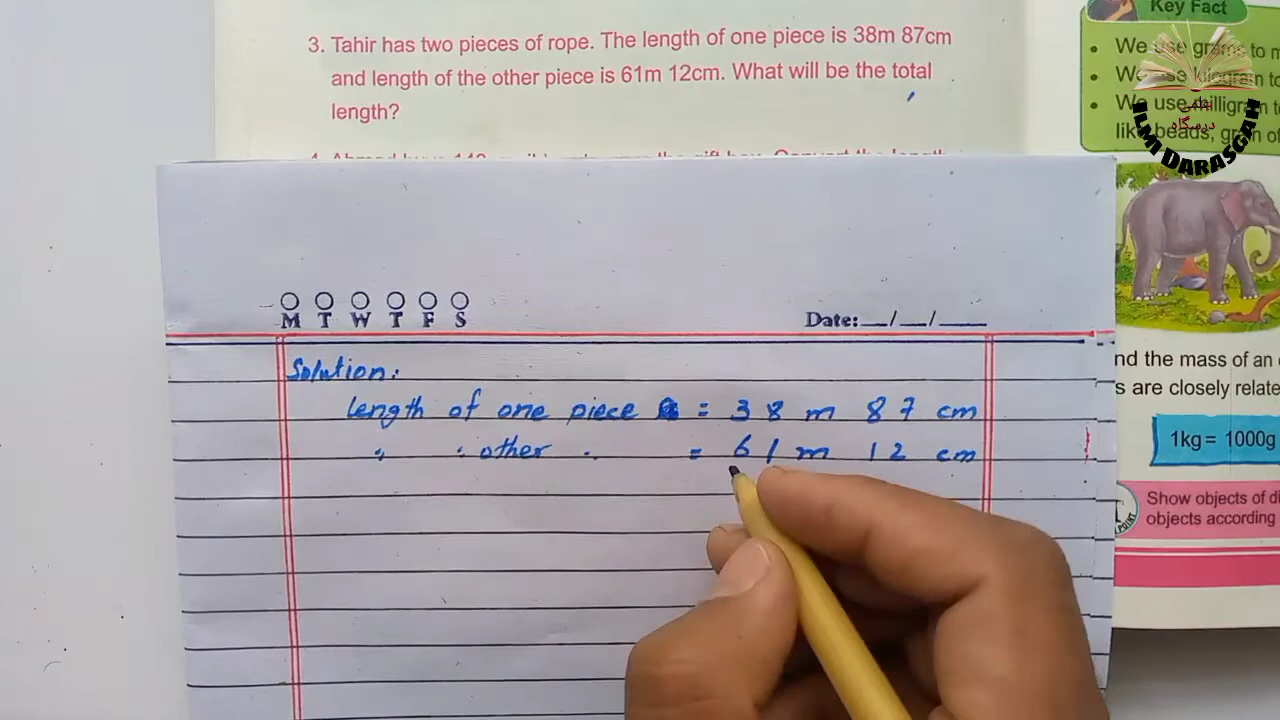 3. Tahir has two pieces of rope. The length of one piece is 38m 87cm
and length of the other piece is 61m 12cm. What will be the total
length?
Key Fact
• We use grams to m
• We use kilogram to
• We use milligram t
like beads, grain of
علمی
درسگاہ
ILMI DARASGAH
M T W T F S
Date:__/__/____
Solution:
length of one piece = 38 m 87 cm
" " other " = 61 m 12 cm
nd the mass of an
s are closely relate
1kg = 1000g
Show objects of di
objects according